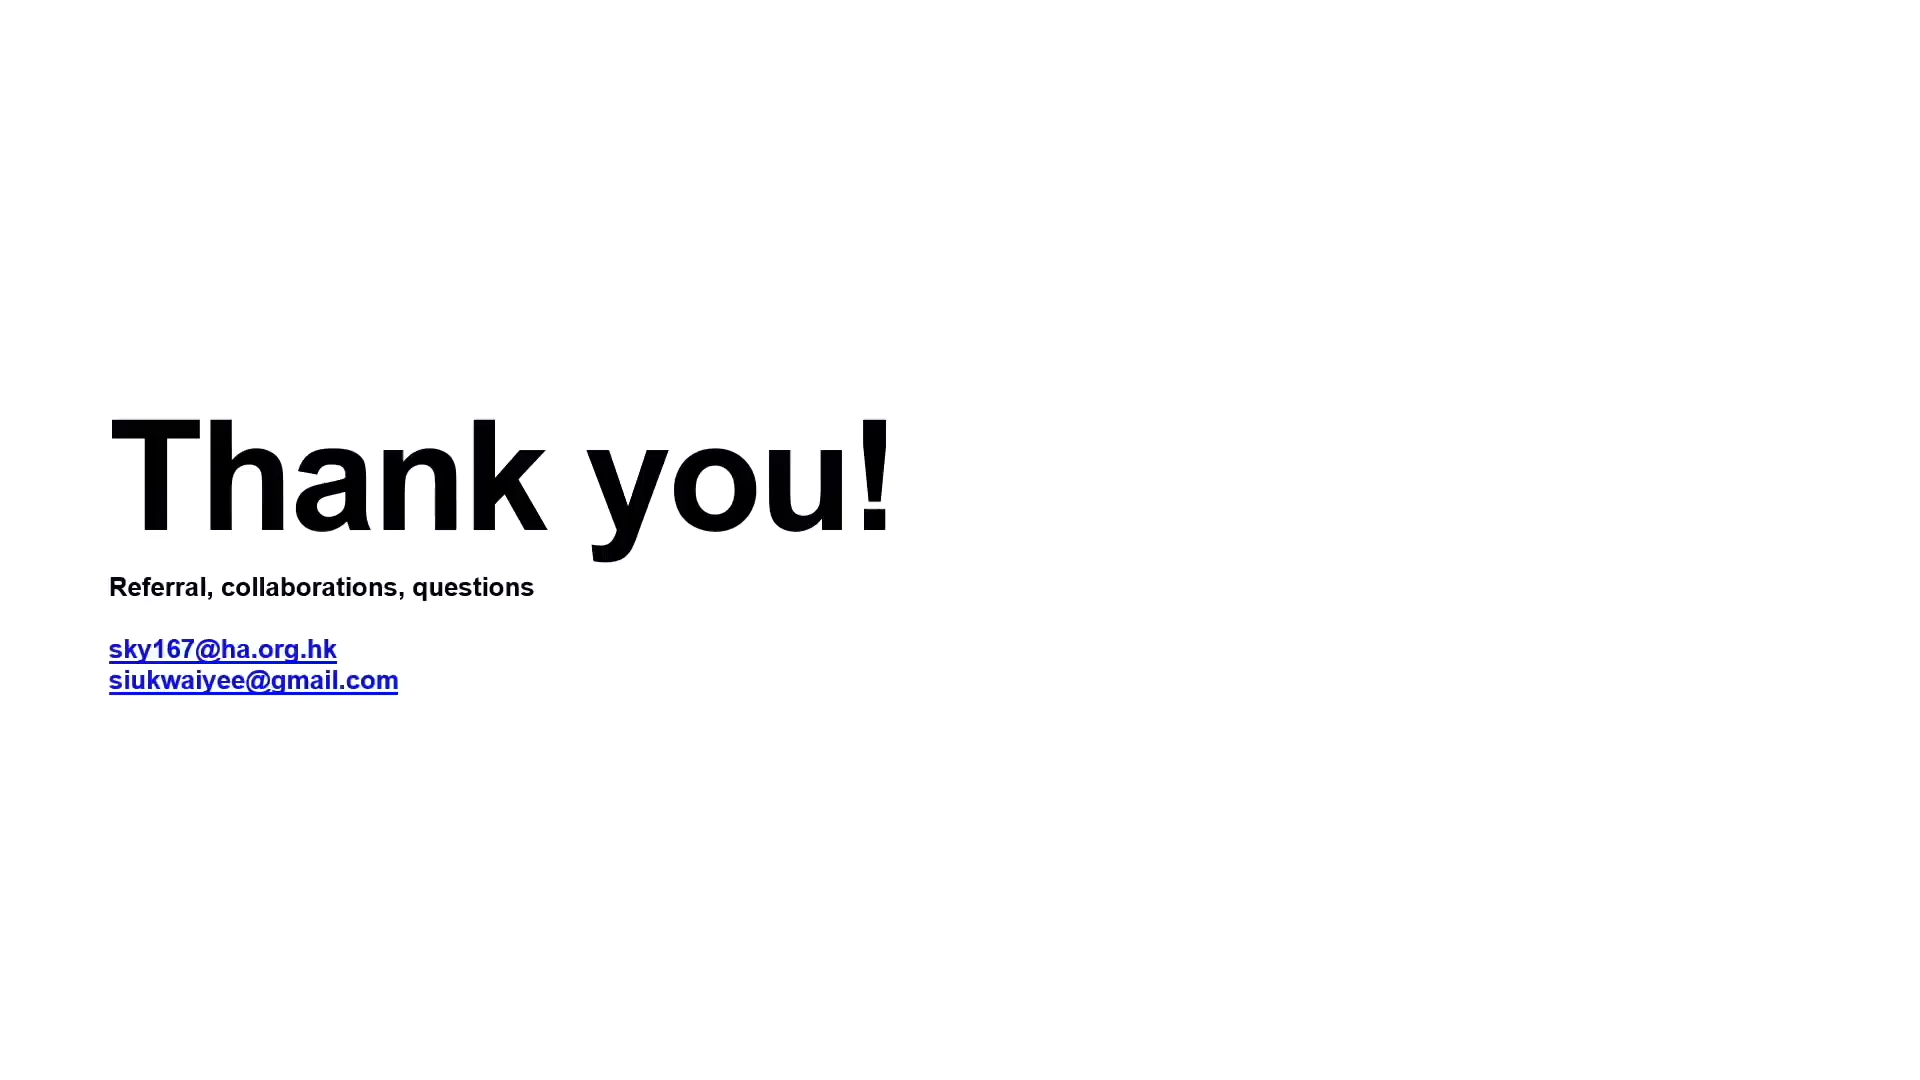 Thank you!
Referral, collaborations, questions
sky167@ha.org.hk
siukwaiyee@gmail.com